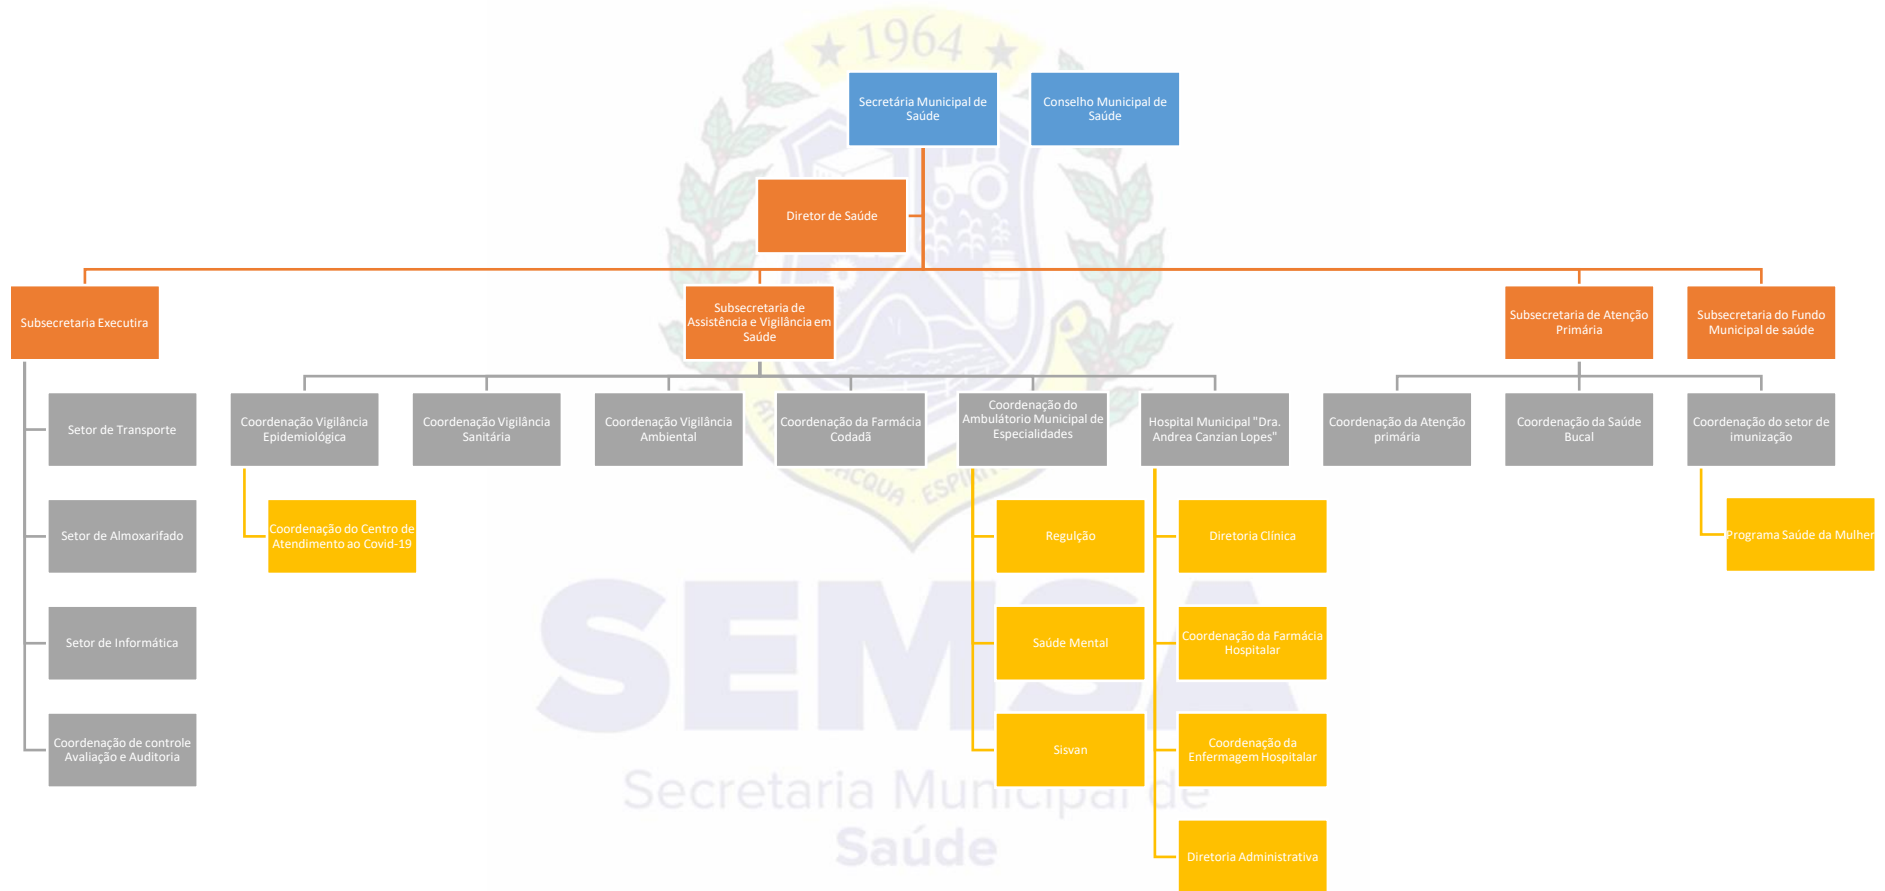 ★ 1964 ★
Secretária Municipal de
Saúde
Conselho Municipal de
Saúde
Diretor de Saúde
Subsecretaria Executira
Subsecretaria de
Assistência e Vigilância em
Saúde
Subsecretaria de Atenção
Primária
Subsecretaria do Fundo
Municipal de saúde
Setor de Transporte
Coordenação Vigilância
Epidemiológica
Coordenação Vigilância
Sanitária
Coordenação Vigilância
Ambiental
Coordenação da Farmácia
Codadã
Coordenação do
Ambulátório Municipal de
Especialidades
Hospital Municipal "Dra.
Andrea Canzian Lopes"
Coordenação da Atenção
primária
Coordenação da Saúde
Bucal
Coordenação do setor de
imunização
Setor de Almoxarifado
Coordenação do Centro de
Atendimento ao Covid-19
Regulção
Diretoria Clínica
Programa Saúde da Mulher
Setor de Informática
Saúde Mental
Coordenação da Farmácia
Hospitalar
Coordenação de controle
Avaliação e Auditoria
Sisvan
Coordenação da
Enfermagem Hospitalar
Diretoria Administrativa
SEMSA
Secretaria Municipal de
Saúde